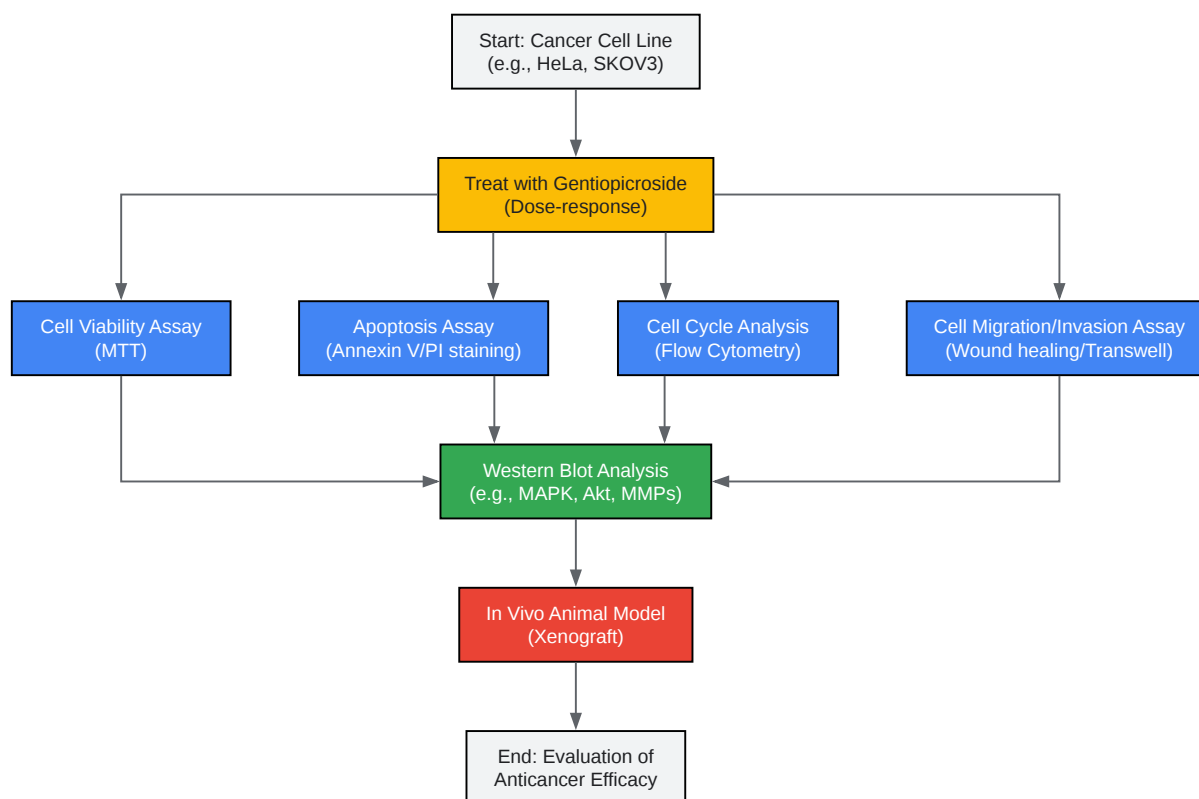 Start: Cancer Cell Line
(e.g., HeLa, SKOV3)
Treat with Gentiopicroside
(Dose-response)
Cell Viability Assay
(MTT)
Apoptosis Assay
(Annexin V/PI staining)
Cell Cycle Analysis
(Flow Cytometry)
Cell Migration/Invasion Assay
(Wound healing/Transwell)
Western Blot Analysis
(e.g., MAPK, Akt, MMPs)
In Vivo Animal Model
(Xenograft)
End: Evaluation of
Anticancer Efficacy